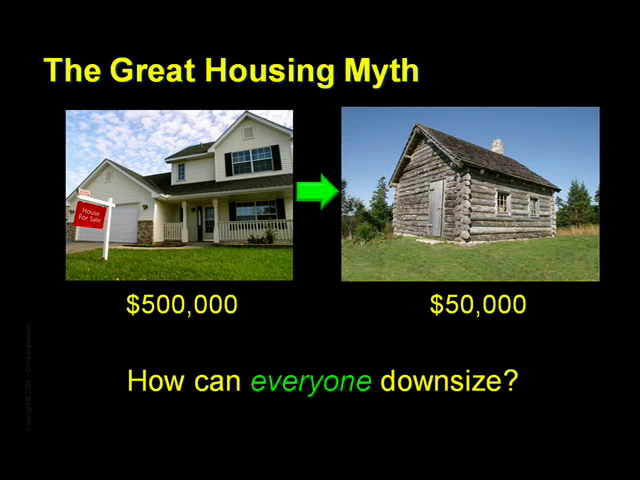 The Great Housing Myth
House
For Sale
$500,000
$50,000
How can everyone downsize?